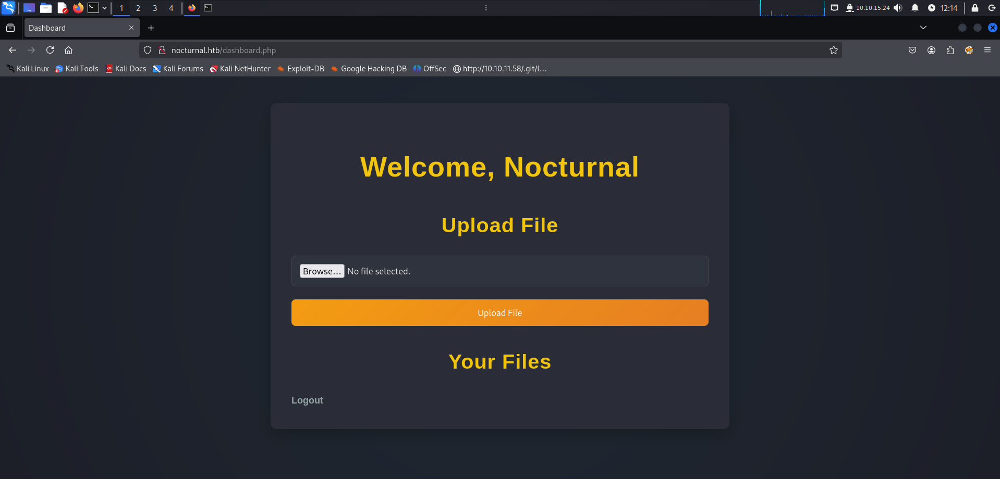 1 2 3 4 10.10.15.24 12:14
Dashboard
nocturnal.htb/dashboard.php
Kali Linux Kali Tools Kali Docs Kali Forums Kali NetHunter Exploit-DB Google Hacking DB OffSec http://10.10.11.58/.git/l...
Welcome, Nocturnal
Upload File
Browse... No file selected.
Upload File
Your Files
Logout